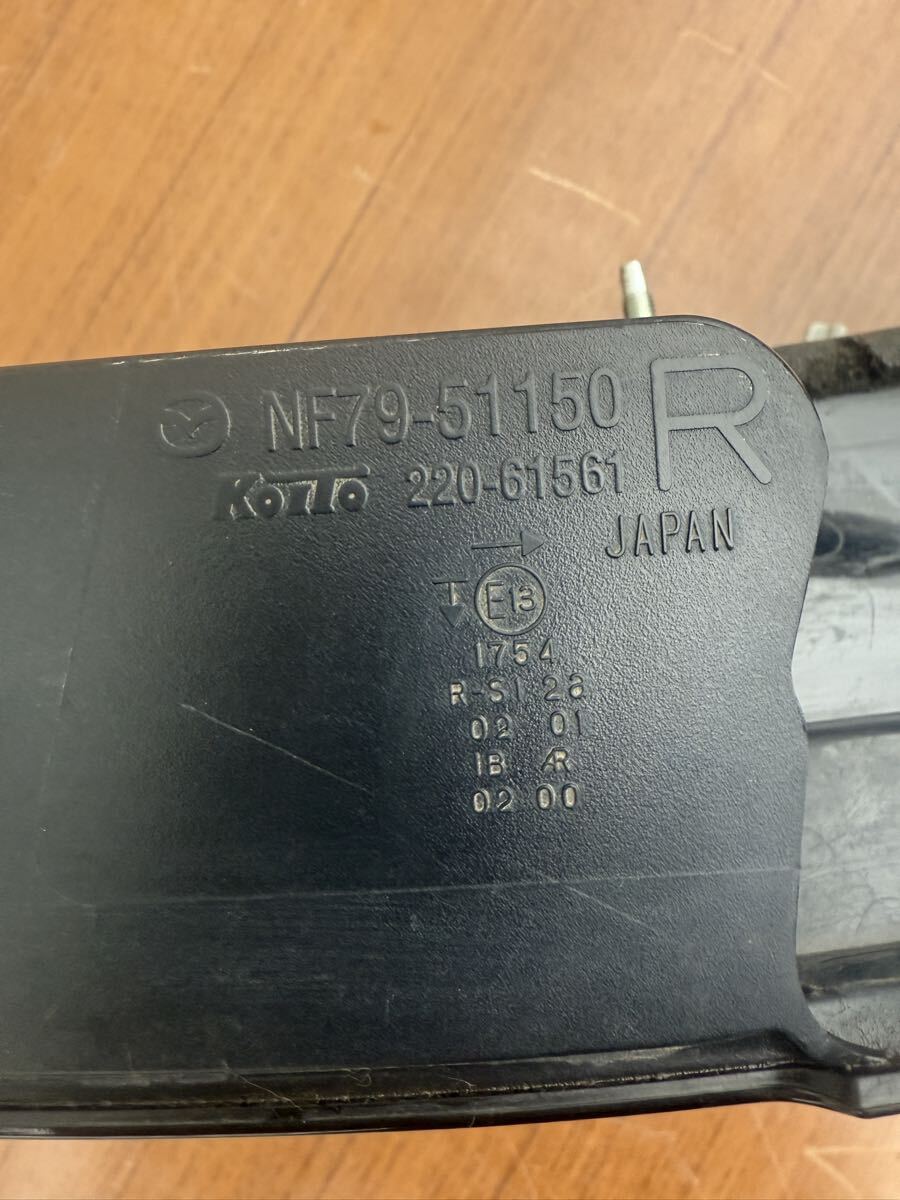 NF79-51150 R
KOITO 220-61561
JAPAN
E13
1754
R-S1 2a
02 01
IB AR
02 00